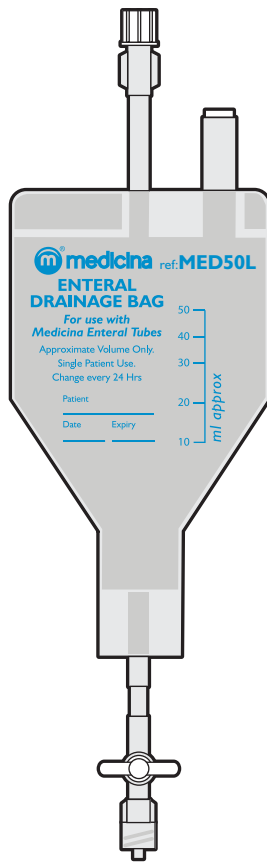 m® medicina ref:MED50L
ENTERAL
DRAINAGE BAG
For use with
Medicina Enteral Tubes
Approximate Volume Only.
Single Patient Use.
Change every 24 Hrs
Patient
Date Expiry
50
40
30
20
10
ml approx